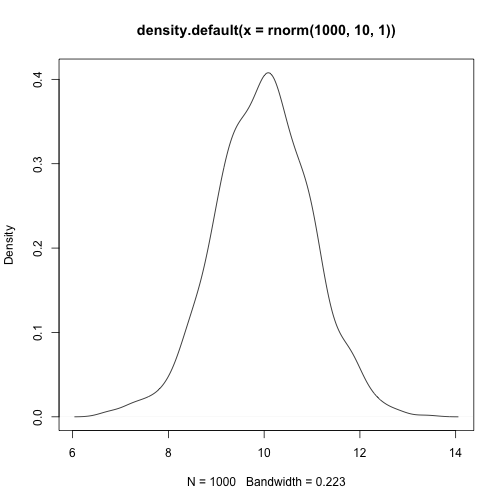 density.default(x = rnorm(1000, 10, 1))
Density
0.4
0.3
0.2
0.1
0.0
6 8 10 12 14
N = 1000 Bandwidth = 0.223